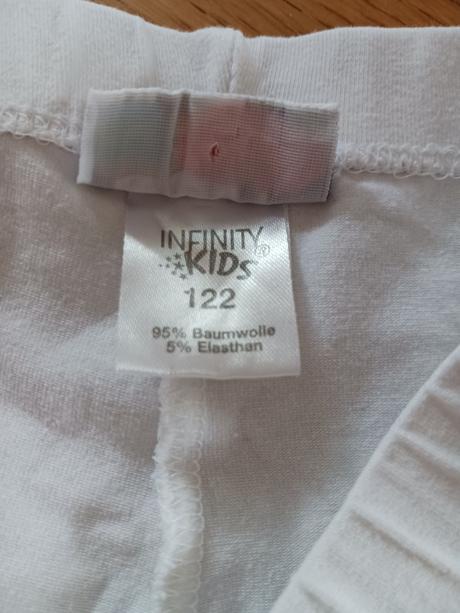 INFINITY
KIDS®
122
95% Baumwolle
5% Elasthan